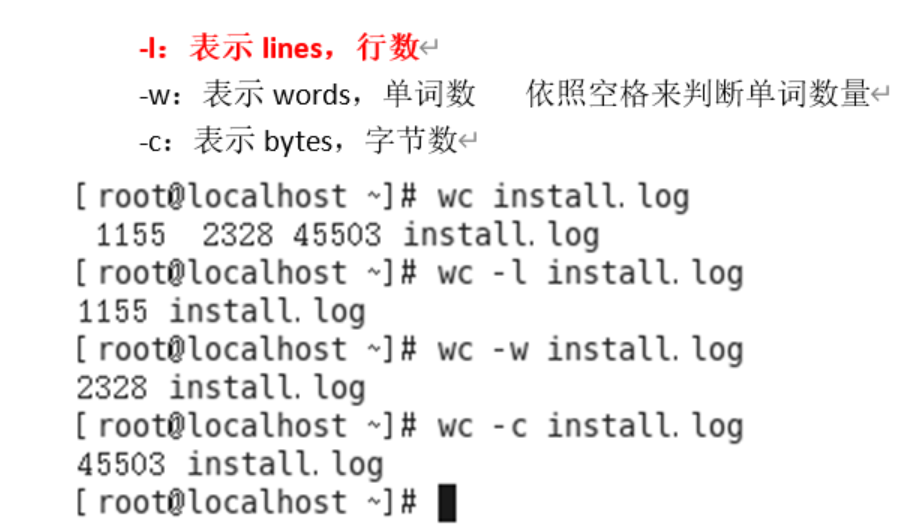 -l：表示 lines，行数↵
-w：表示 words，单词数 依照空格来判断单词数量↵
-c：表示 bytes，字节数↵
[root@localhost ~]# wc install.log
1155 2328 45503 install.log
[root@localhost ~]# wc -l install.log
1155 install.log
[root@localhost ~]# wc -w install.log
2328 install.log
[root@localhost ~]# wc -c install.log
45503 install.log
[root@localhost ~]#